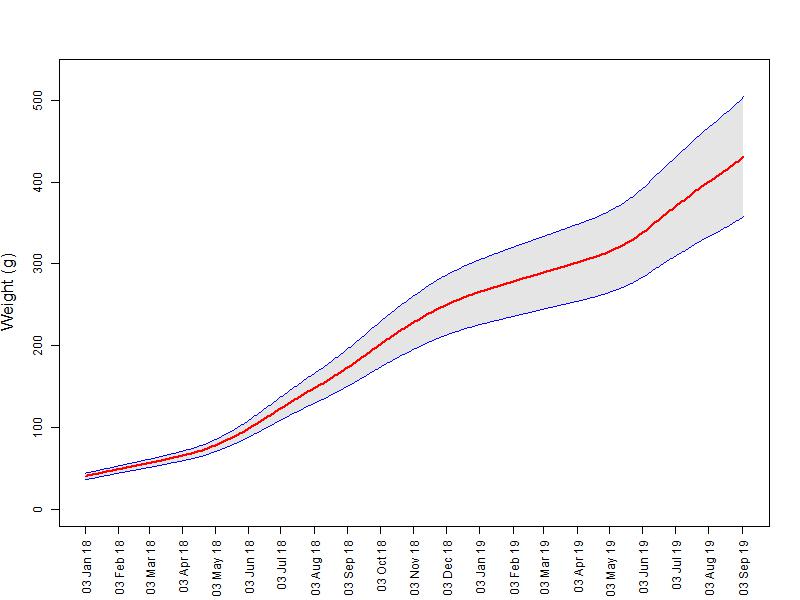 500
400
300
200
100
0
Weight (g)
03 Jan 18
03 Feb 18
03 Mar 18
03 Apr 18
03 May 18
03 Jun 18
03 Jul 18
03 Aug 18
03 Sep 18
03 Oct 18
03 Nov 18
03 Dec 18
03 Jan 19
03 Feb 19
03 Mar 19
03 Apr 19
03 May 19
03 Jun 19
03 Jul 19
03 Aug 19
03 Sep 19